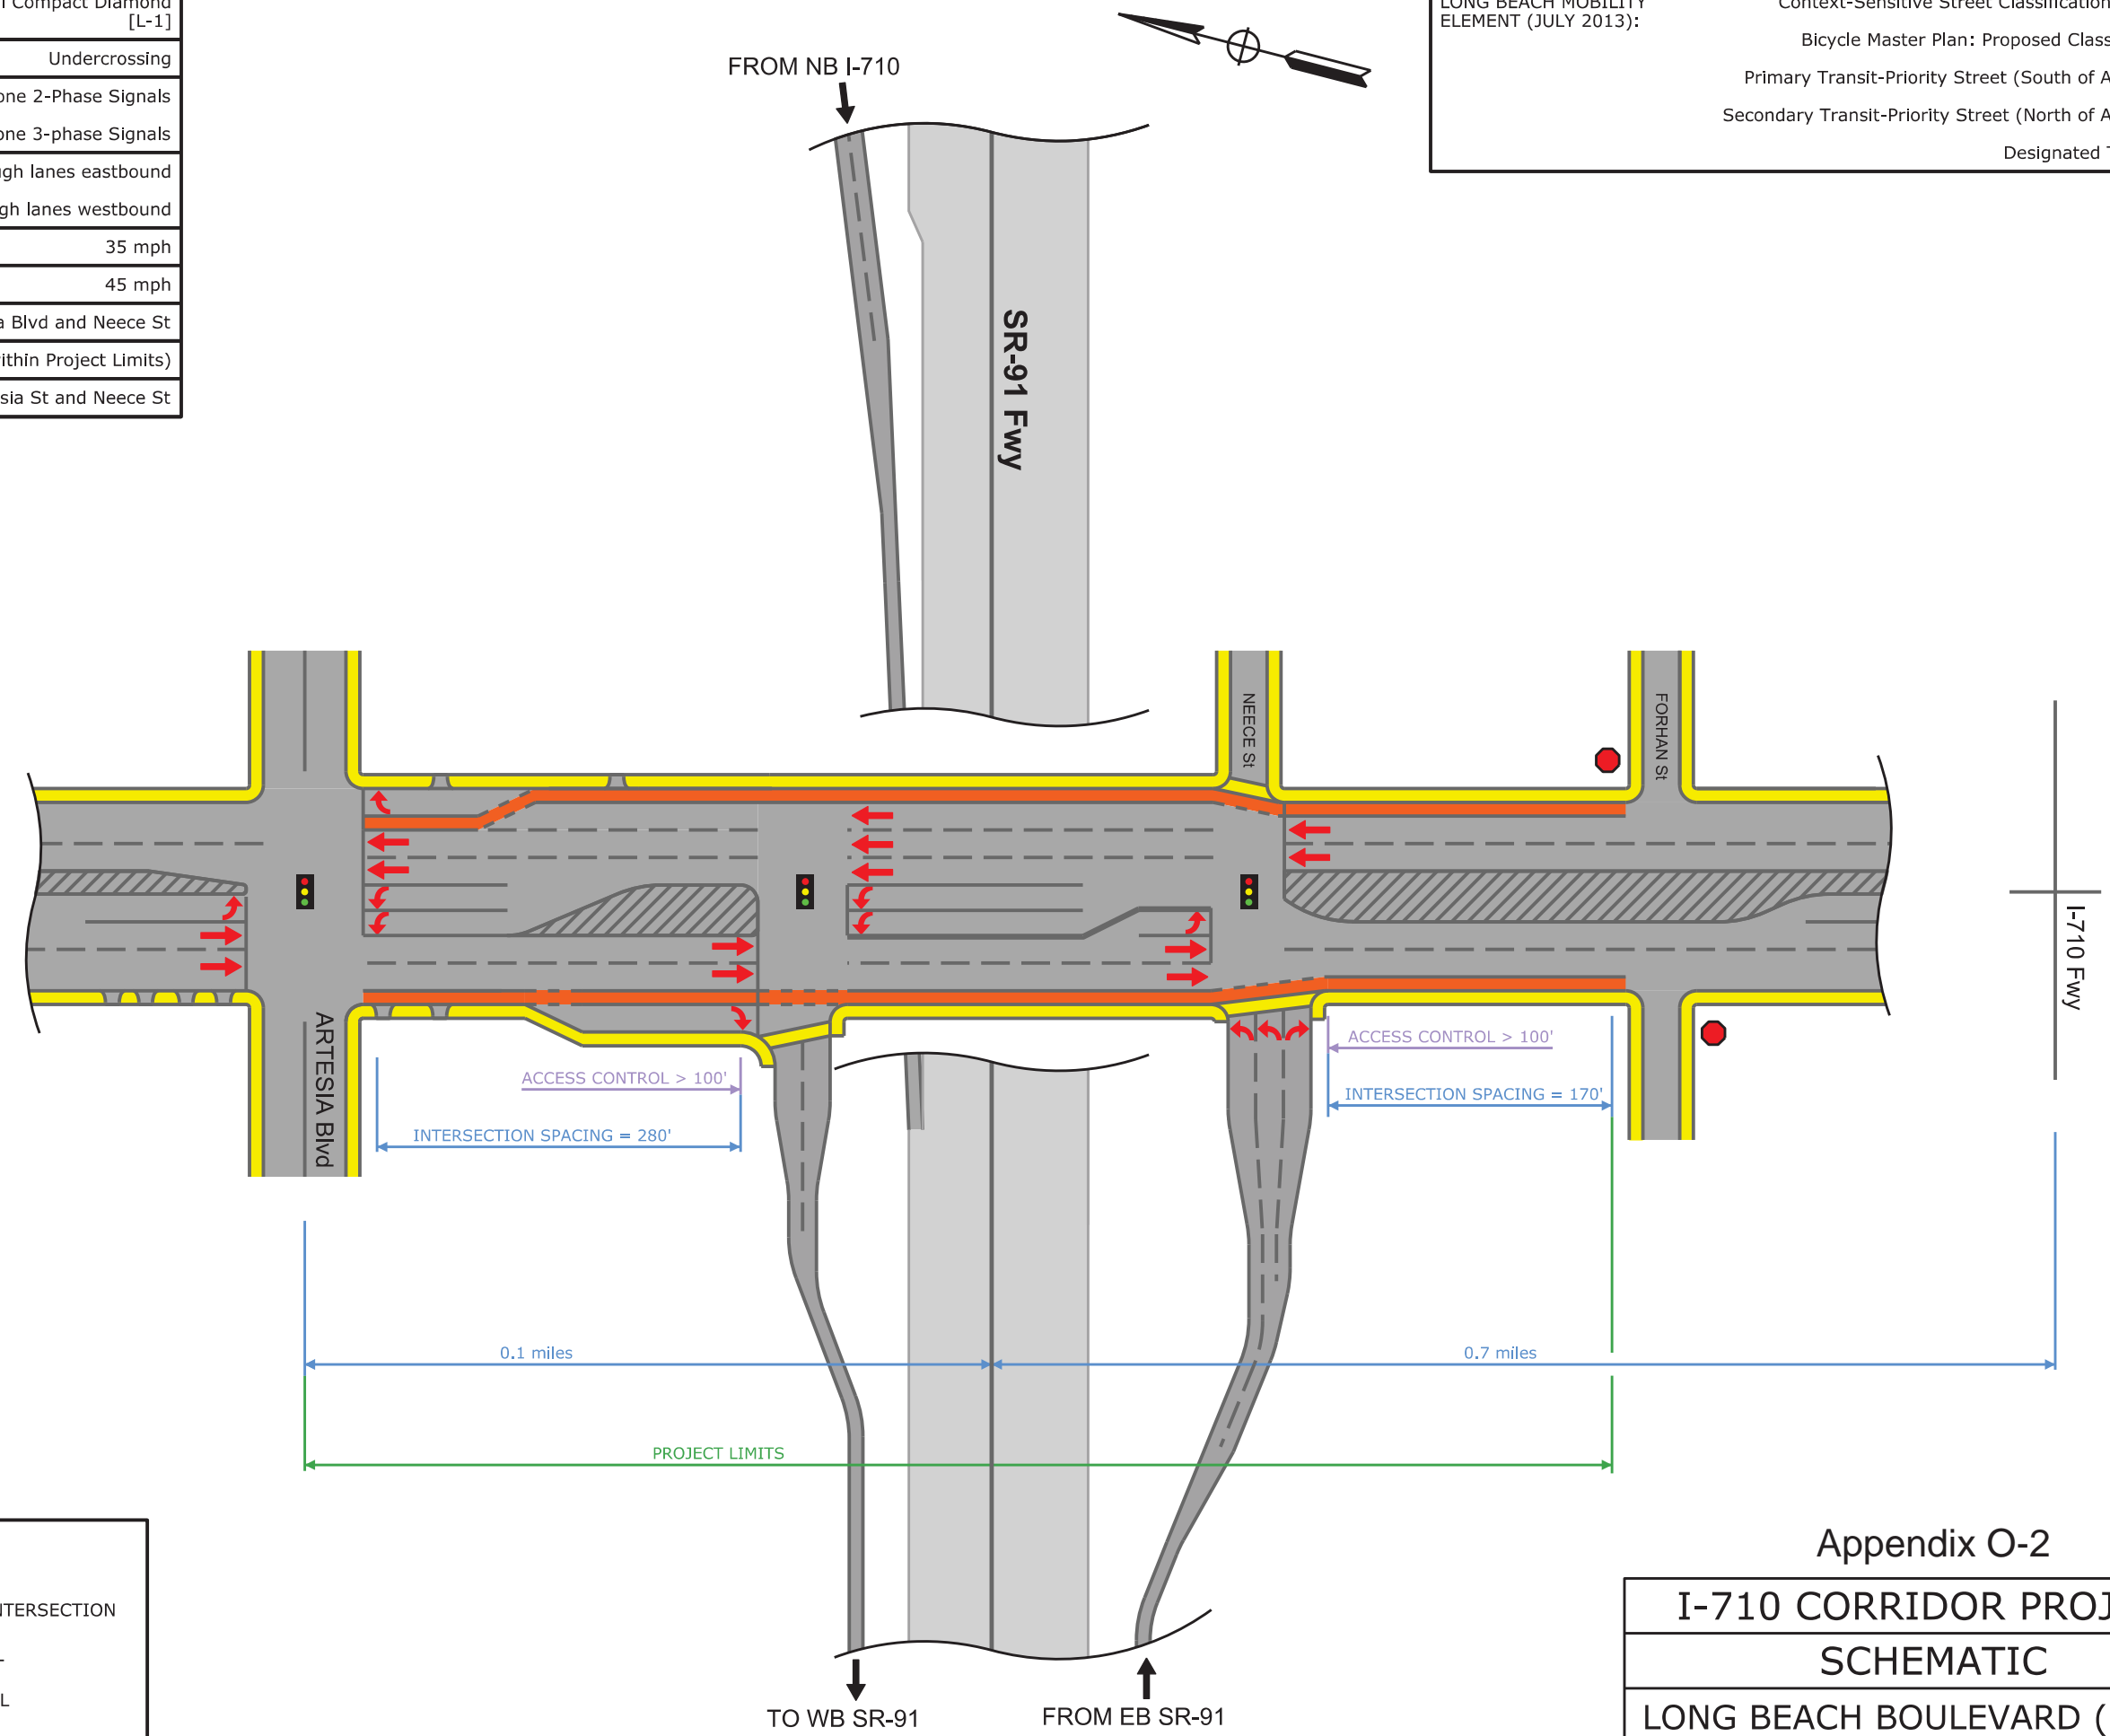 Compact Diamond
[L-1]
Undercrossing
one 2-Phase Signals
one 3-phase Signals
lanes eastbound
lanes westbound
35 mph
45 mph
Blvd and Neece St
Project Limits)
St and Neece St
LONG BEACH MOBILITY
ELEMENT (JULY 2013):
Context-Sensitive Street Classification
Bicycle Master Plan: Proposed Class
Primary Transit-Priority Street (South of A
Secondary Transit-Priority Street (North of A
Designated T
FROM NB I-710
SR-91 Fwy
NEECE St
FORHAN St
I-710 Fwy
ARTESIA Blvd
ACCESS CONTROL > 100'
INTERSECTION SPACING = 280'
ACCESS CONTROL > 100'
INTERSECTION SPACING = 170'
0.1 miles
0.7 miles
PROJECT LIMITS
NTERSECTION
L
TO WB SR-91
FROM EB SR-91
Appendix O-2
I-710 CORRIDOR PROJ
SCHEMATIC
LONG BEACH BOULEVARD (